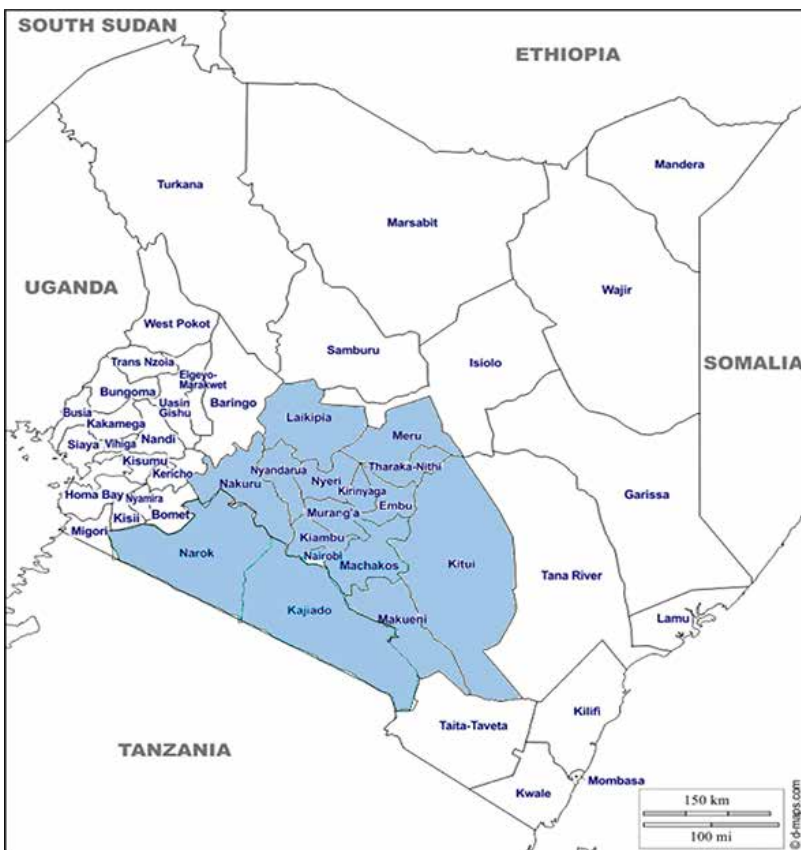 SOUTH SUDAN
ETHIOPIA
Mandera
Turkana
Marsabit
UGANDA
Wajir
West Pokot
Samburu
Isiolo
SOMALIA
Trans Nzoia
Elgeyo-
Marakwet
Bungoma
Uasin
Gishu
Baringo
Busia
Kakamega
Laikipia
Siaya
Vihiga
Nandi
Meru
Kisumu
Kericho
Nyandarua
Tharaka-Nithi
Nakuru
Nyeri
Kirinyaga
Garissa
Homa Bay
Nyamira
Embu
Kisii
Bomet
Murang'a
Migori
Kiambu
Narok
Nairobi
Machakos
Kitui
Tana River
Kajiado
Makueni
Lamu
Taita-Taveta
Kilifi
TANZANIA
Kwale
Mombasa
150 km
100 mi
© d-maps.com